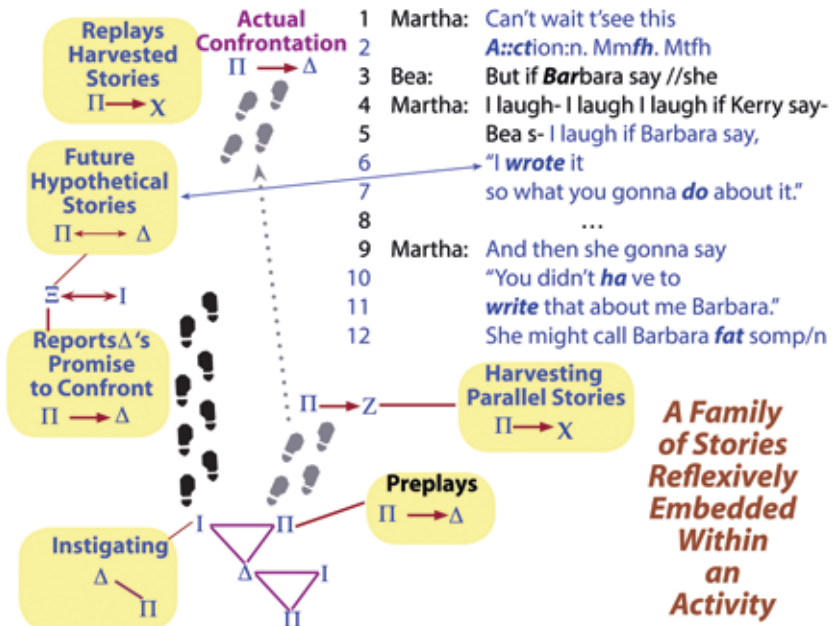 Replays
Harvested
Stories
Π → X
Actual
Confrontation
Π → Δ
1 Martha: Can't wait t'see this
2 A::ction:n. Mmfh. Mtfh
3 Bea: But if Barbara say //she
4 Martha: I laugh- I laugh I laugh if Kerry say-
5 Bea s- I laugh if Barbara say,
6 "I wrote it
7 so what you gonna do about it."
8 ...
9 Martha: And then she gonna say
10 "You didn't ha ve to
11 write that about me Barbara."
12 She might call Barbara fat somp/n
Future
Hypothetical
Stories
Π ↔ Δ
Ξ ↔ I
ReportsΔ's
Promise
to Confront
Π → Δ
Π → Z
Harvesting
Parallel Stories
Π → X
Preplays
Π → Δ
I Π
Δ I
Π
Instigating
Δ
Π
A Family
of Stories
Reflexively
Embedded
Within
an
Activity